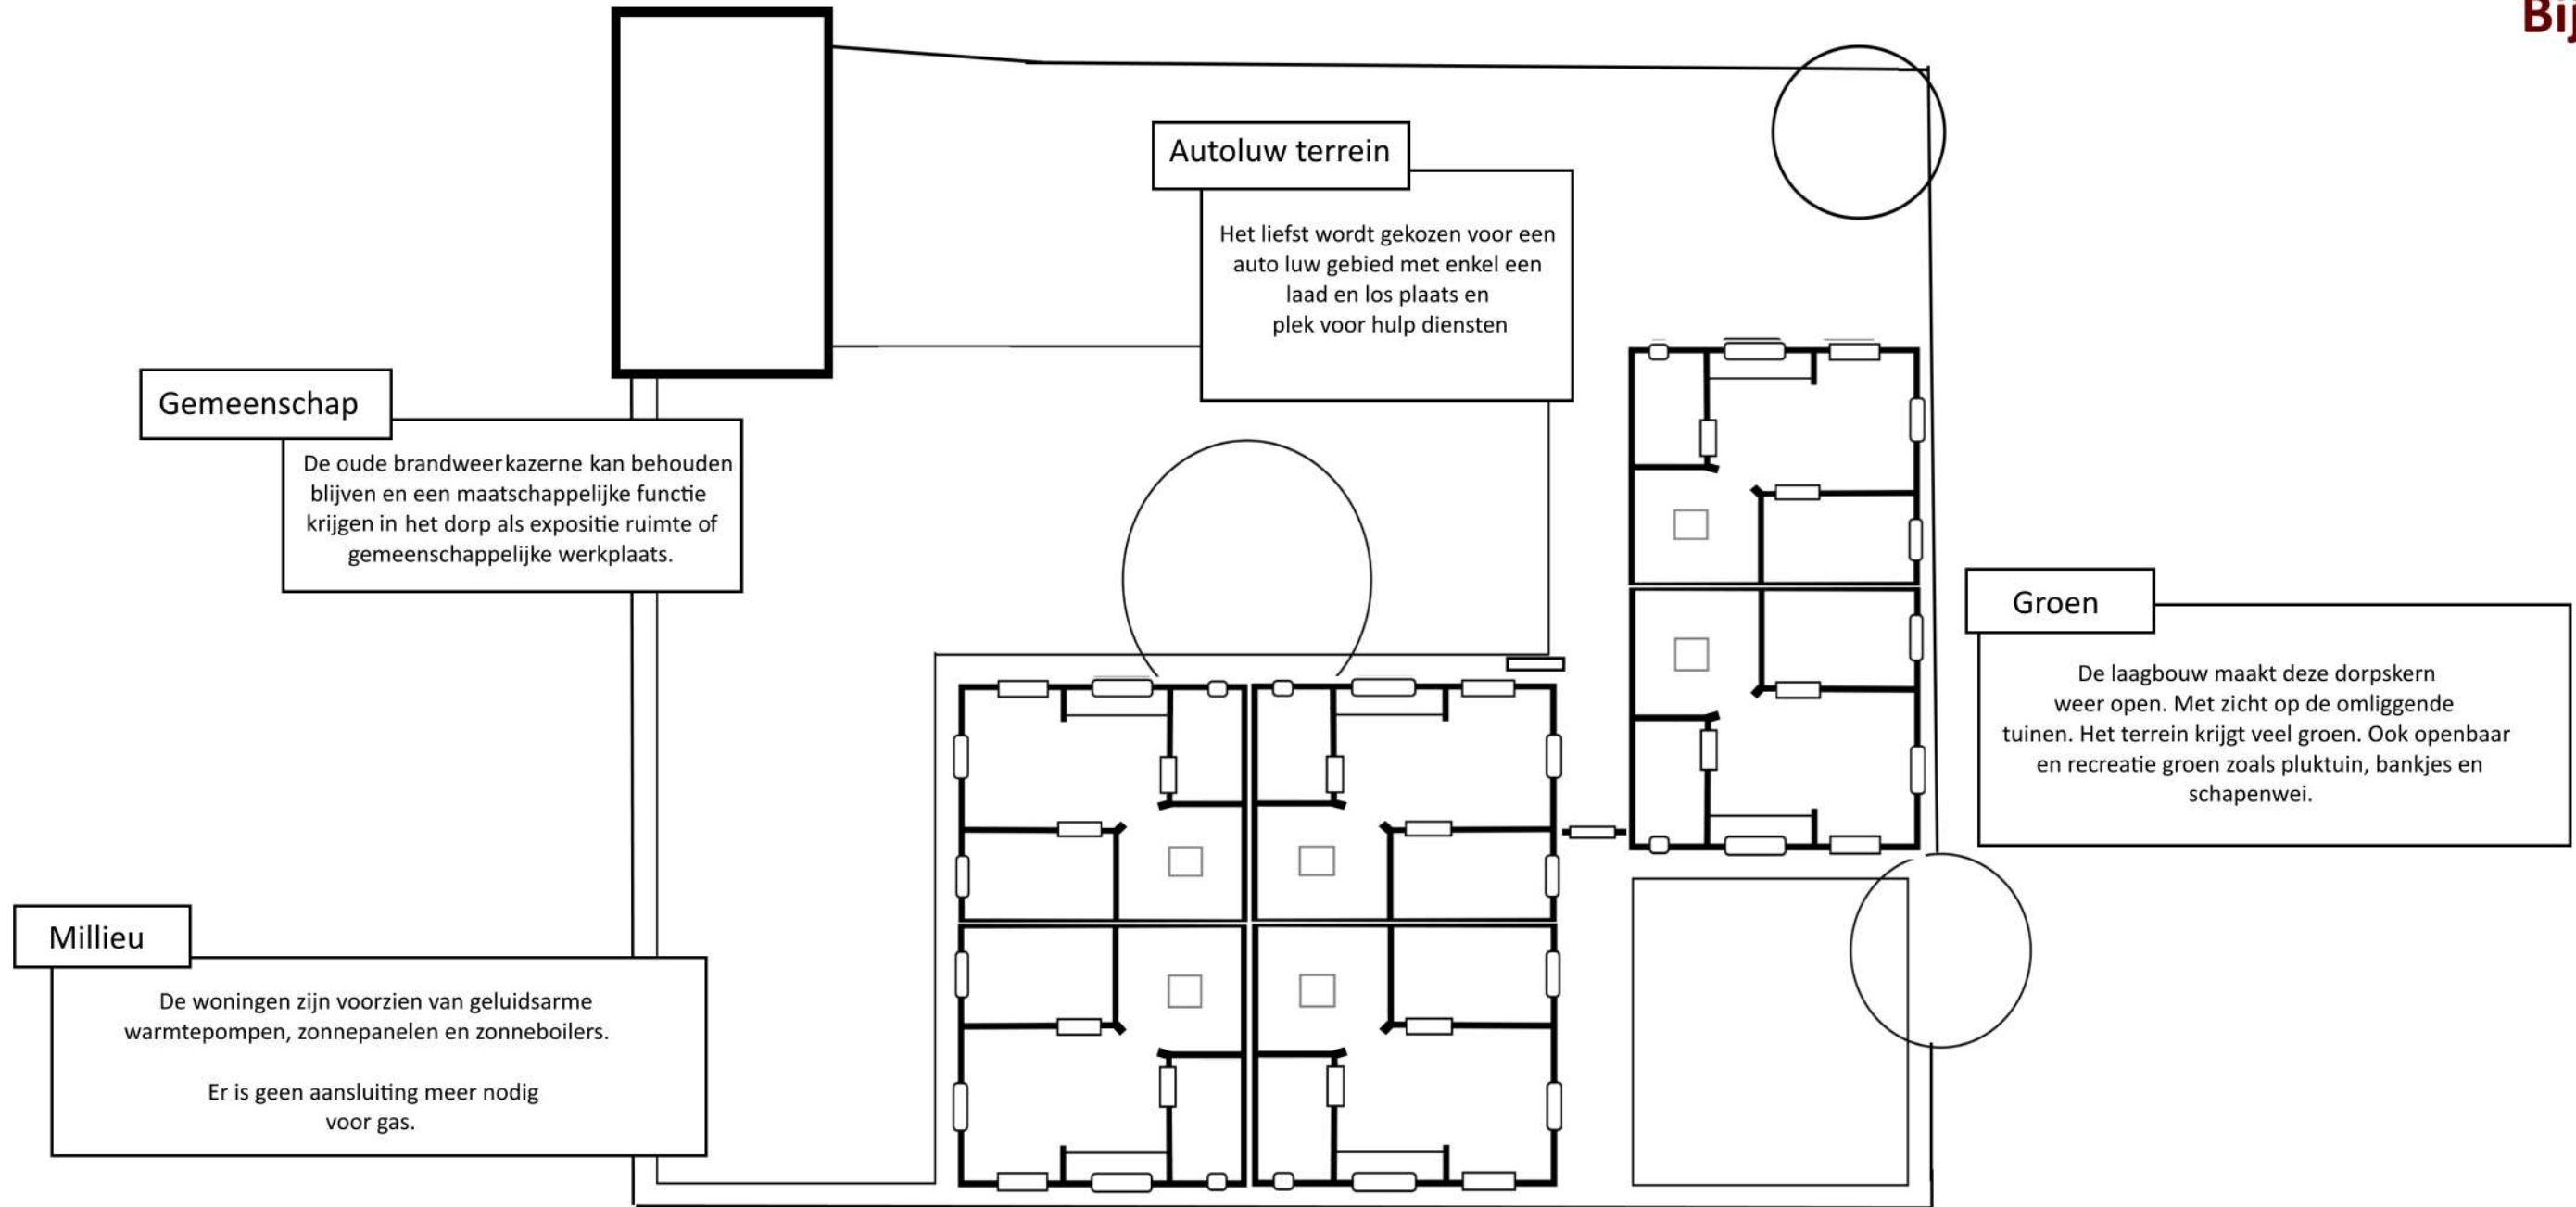 Bij
Autoluw terrein
Het liefst wordt gekozen voor een
auto luw gebied met enkel een
laad en los plaats en
plek voor hulp diensten
Gemeenschap
De oude brandweerkazerne kan behouden
blijven en een maatschappelijke functie
krijgen in het dorp als expositie ruimte of
gemeenschappelijke werkplaats.
Groen
De laagbouw maakt deze dorpskern
weer open. Met zicht op de omliggende
tuinen. Het terrein krijgt veel groen. Ook openbaar
en recreatie groen zoals pluktuin, bankjes en
schapenwei.
Millieu
De woningen zijn voorzien van geluidsarme
warmtepompen, zonnepanelen en zonneboilers.
Er is geen aansluiting meer nodig
voor gas.